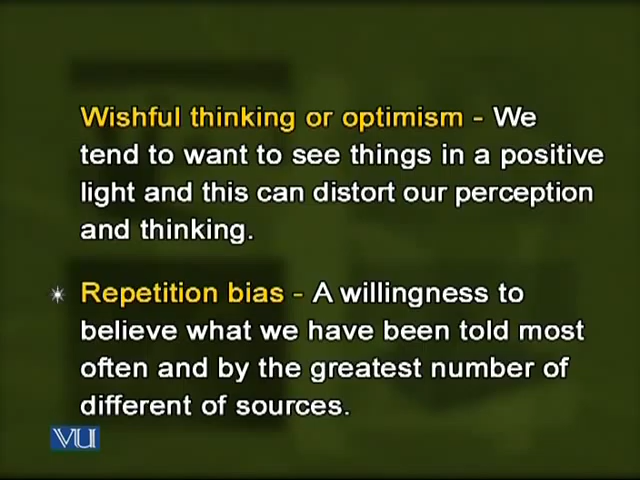 Wishful thinking or optimism - We
tend to want to see things in a positive
light and this can distort our perception
and thinking.
Repetition bias - A willingness to
believe what we have been told most
often and by the greatest number of
different of sources.
VU